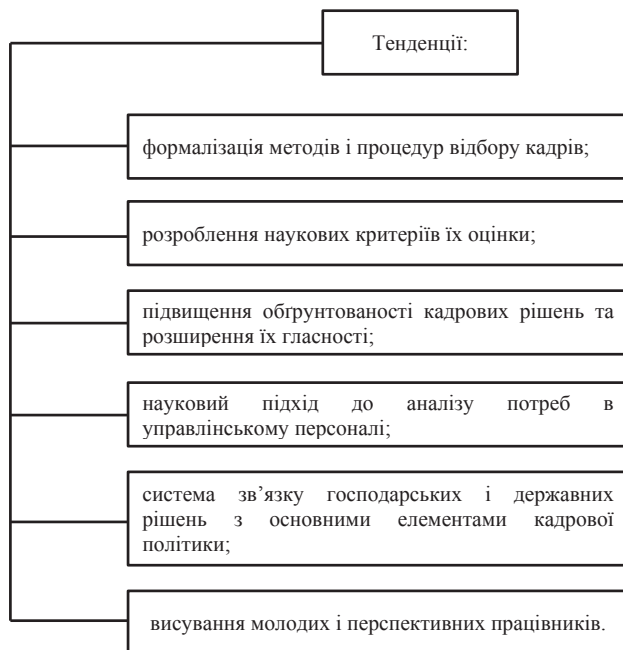 Тенденції:
формалізація методів і процедур відбору кадрів;
розроблення наукових критеріїв їх оцінки;
підвищення обґрунтованості кадрових рішень та
розширення їх гласності;
науковий підхід до аналізу потреб в
управлінському персоналі;
система зв’язку господарських і державних
рішень з основними елементами кадрової
політики;
висування молодих і перспективних працівників.